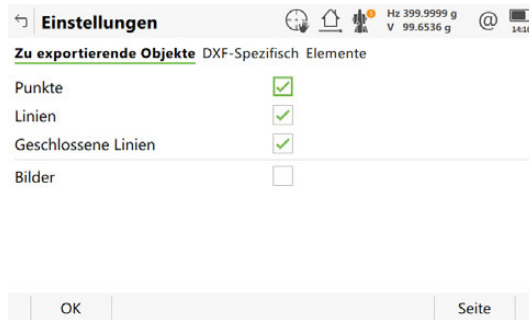 Einstellungen
Hz 399.9999 g
V 99.6536 g
@
Zu exportierende Objekte DXF-Spezifisch Elemente
Punkte
Linien
Geschlossene Linien
Bilder
OK Seite